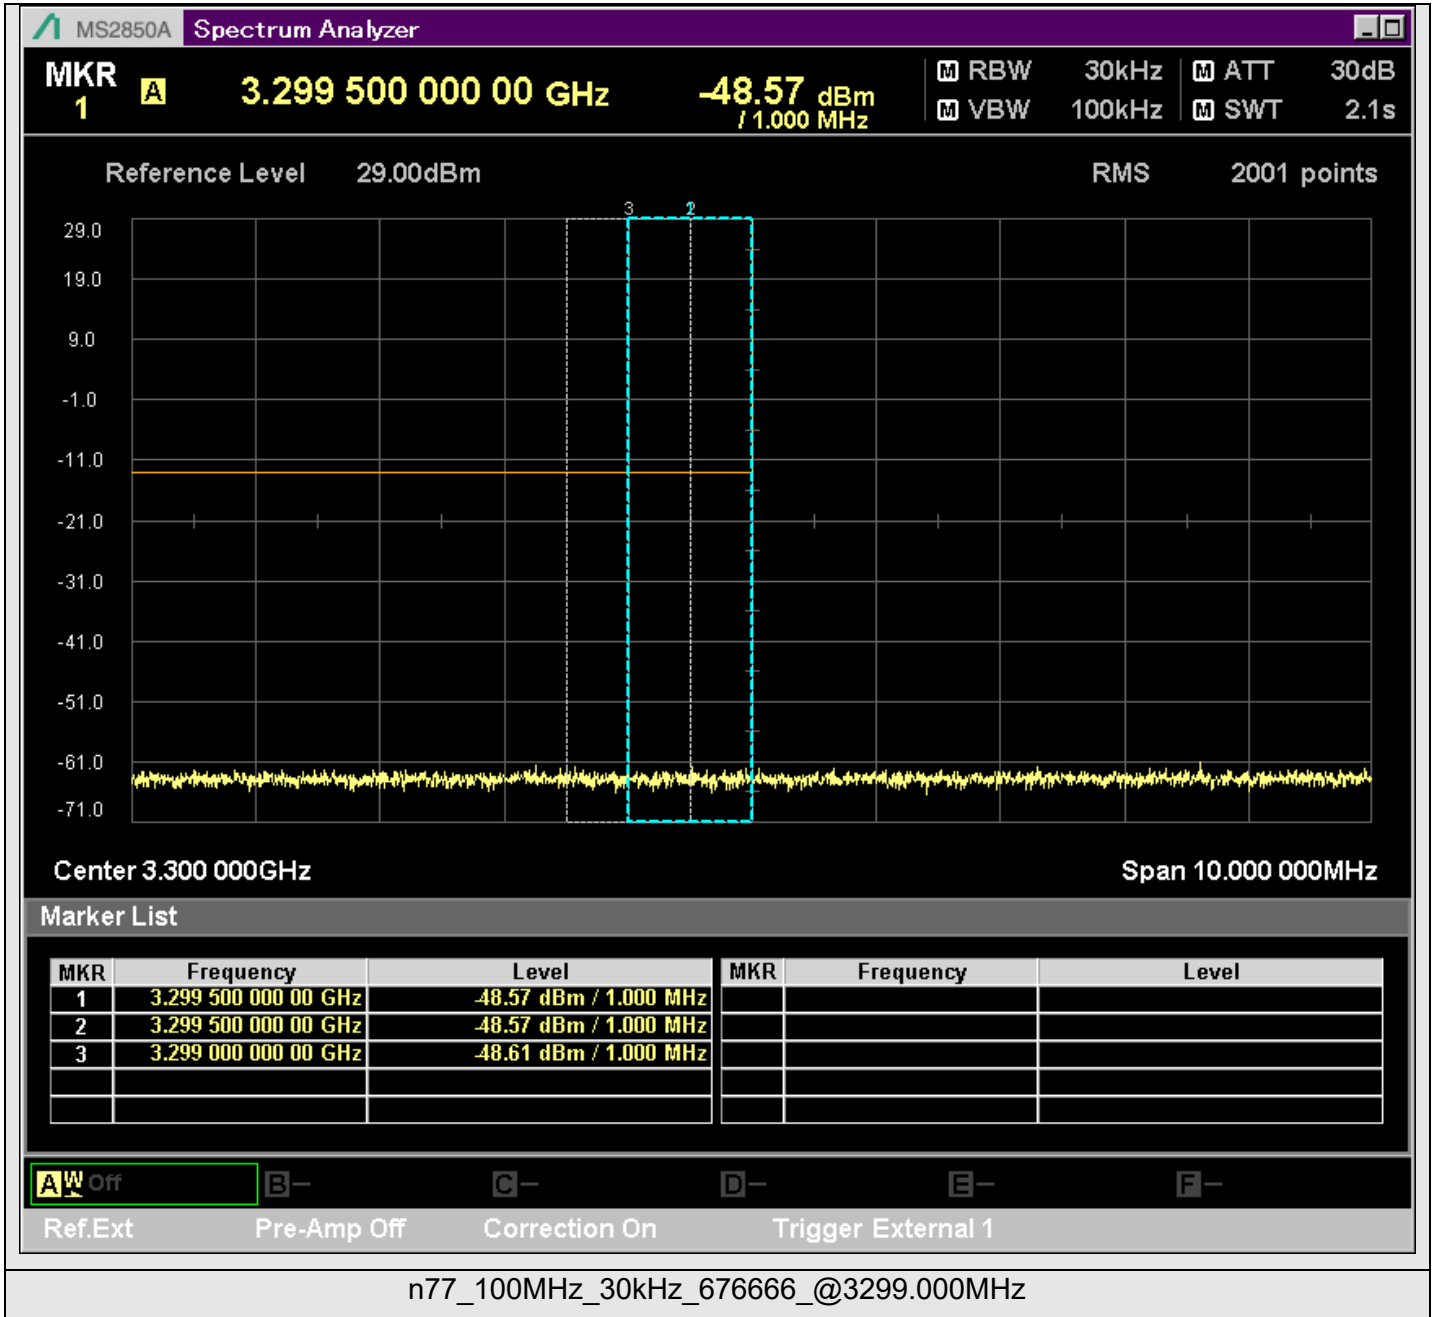 MS2850A Spectrum Analyzer
MKR 1 A 3.299 500 000 00 GHz -48.57 dBm / 1.000 MHz
M RBW 30kHz M ATT 30dB
M VBW 100kHz M SWT 2.1s
Reference Level 29.00dBm RMS 2001 points
3 2
29.0
19.0
9.0
-1.0
-11.0
-21.0
-31.0
-41.0
-51.0
-61.0
-71.0
Center 3.300 000GHz Span 10.000 000MHz
Marker List
MKR Frequency Level MKR Frequency Level
1 3.299 500 000 00 GHz -48.57 dBm / 1.000 MHz
2 3.299 500 000 00 GHz -48.57 dBm / 1.000 MHz
3 3.299 000 000 00 GHz -48.61 dBm / 1.000 MHz
A W Off B – C – D – E – F –
Ref.Ext Pre-Amp Off Correction On Trigger External 1
n77_100MHz_30kHz_676666_@3299.000MHz